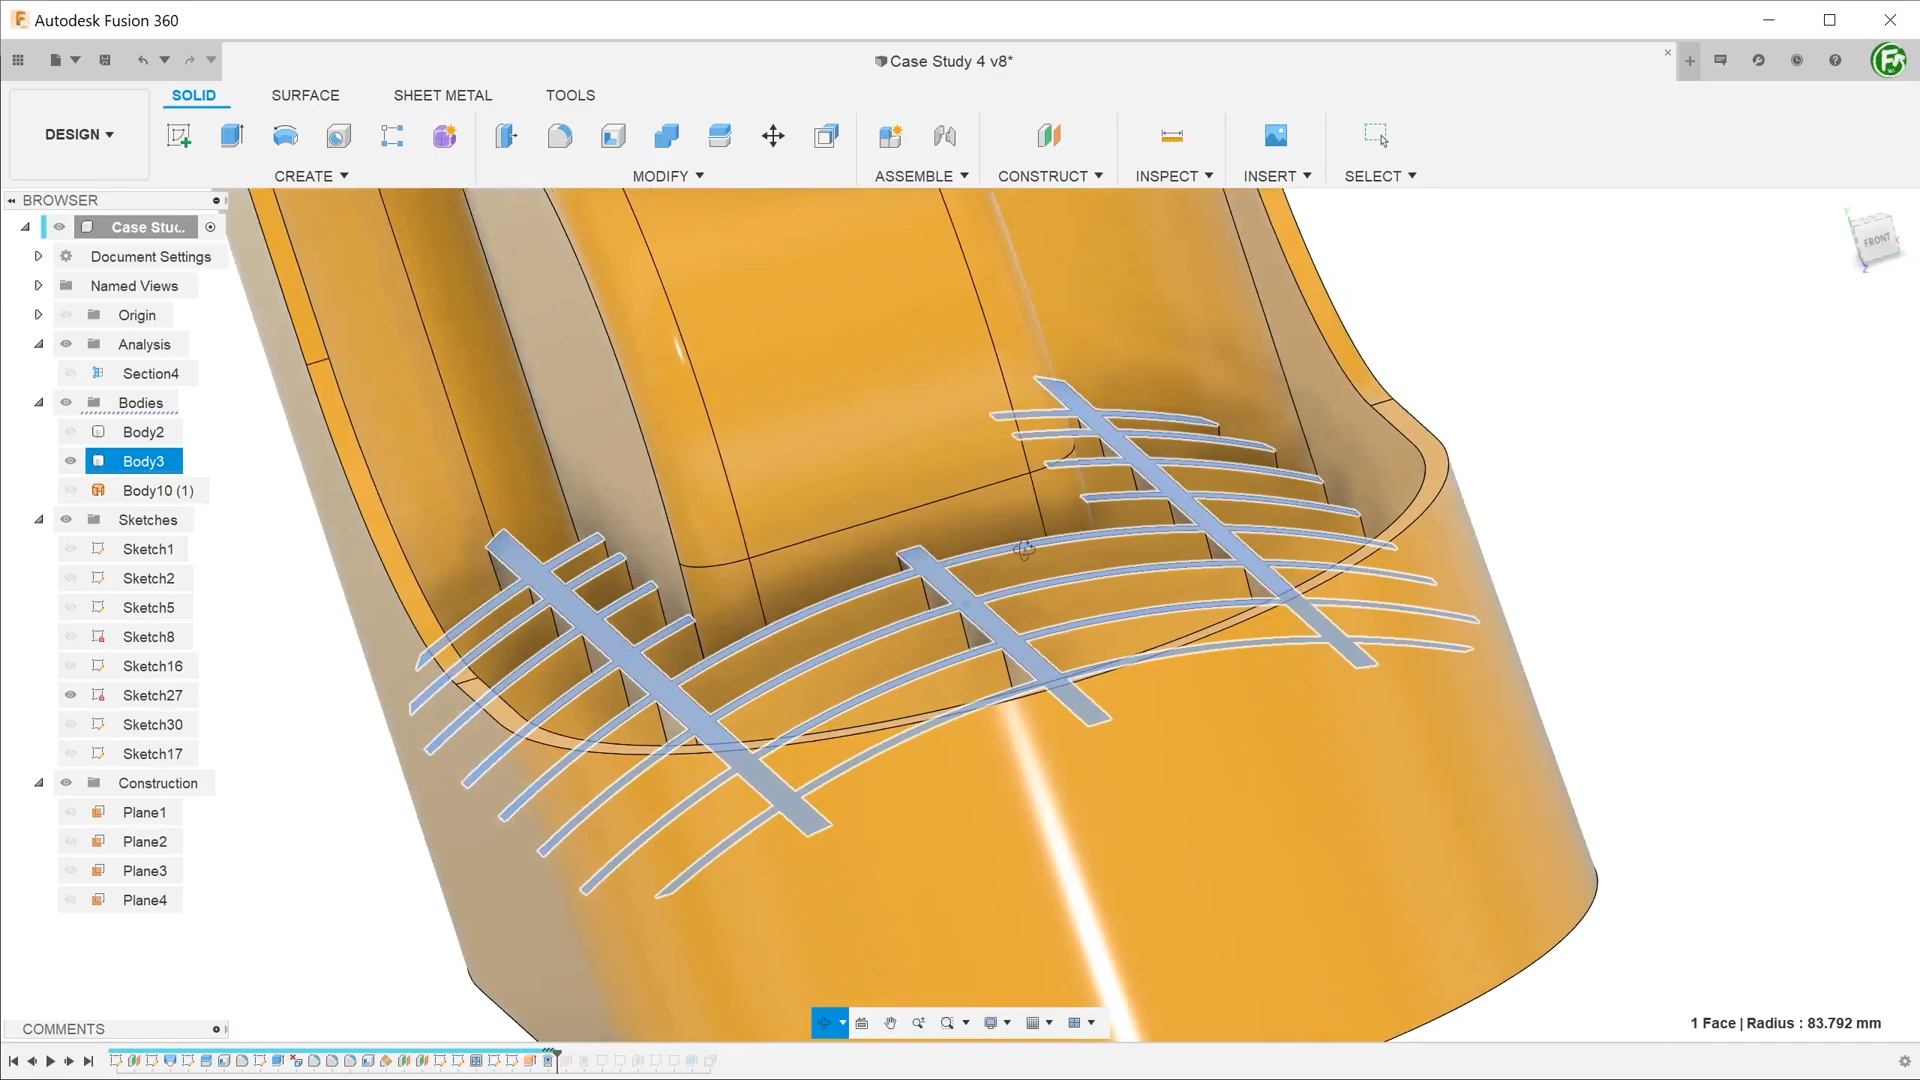 Autodesk Fusion 360
Case Study 4 v8*
SOLID SURFACE SHEET METAL TOOLS
DESIGN
CREATE MODIFY ASSEMBLE CONSTRUCT INSPECT INSERT SELECT
BROWSER
Case Stuc..
Document Settings
Named Views
Origin
Analysis
Section4
Bodies
Body2
Body3
Body10 (1)
Sketches
Sketch1
Sketch2
Sketch5
Sketch8
Sketch16
Sketch27
Sketch30
Sketch17
Construction
Plane1
Plane2
Plane3
Plane4
FRONT
COMMENTS
1 Face | Radius : 83.792 mm